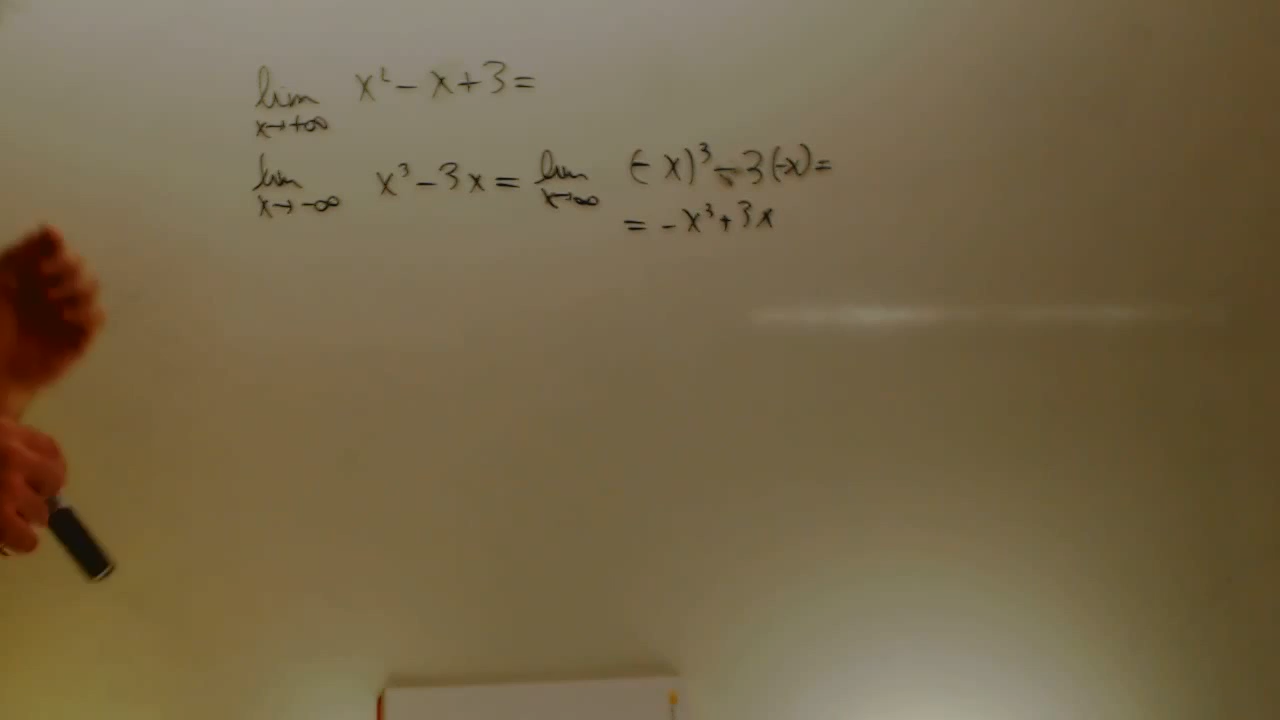 lim x² - x + 3 =
x→+∞
lim x³ - 3x = lim (-x)³ - 3(-x) =
x→-∞ x→∞
= -x³ + 3x